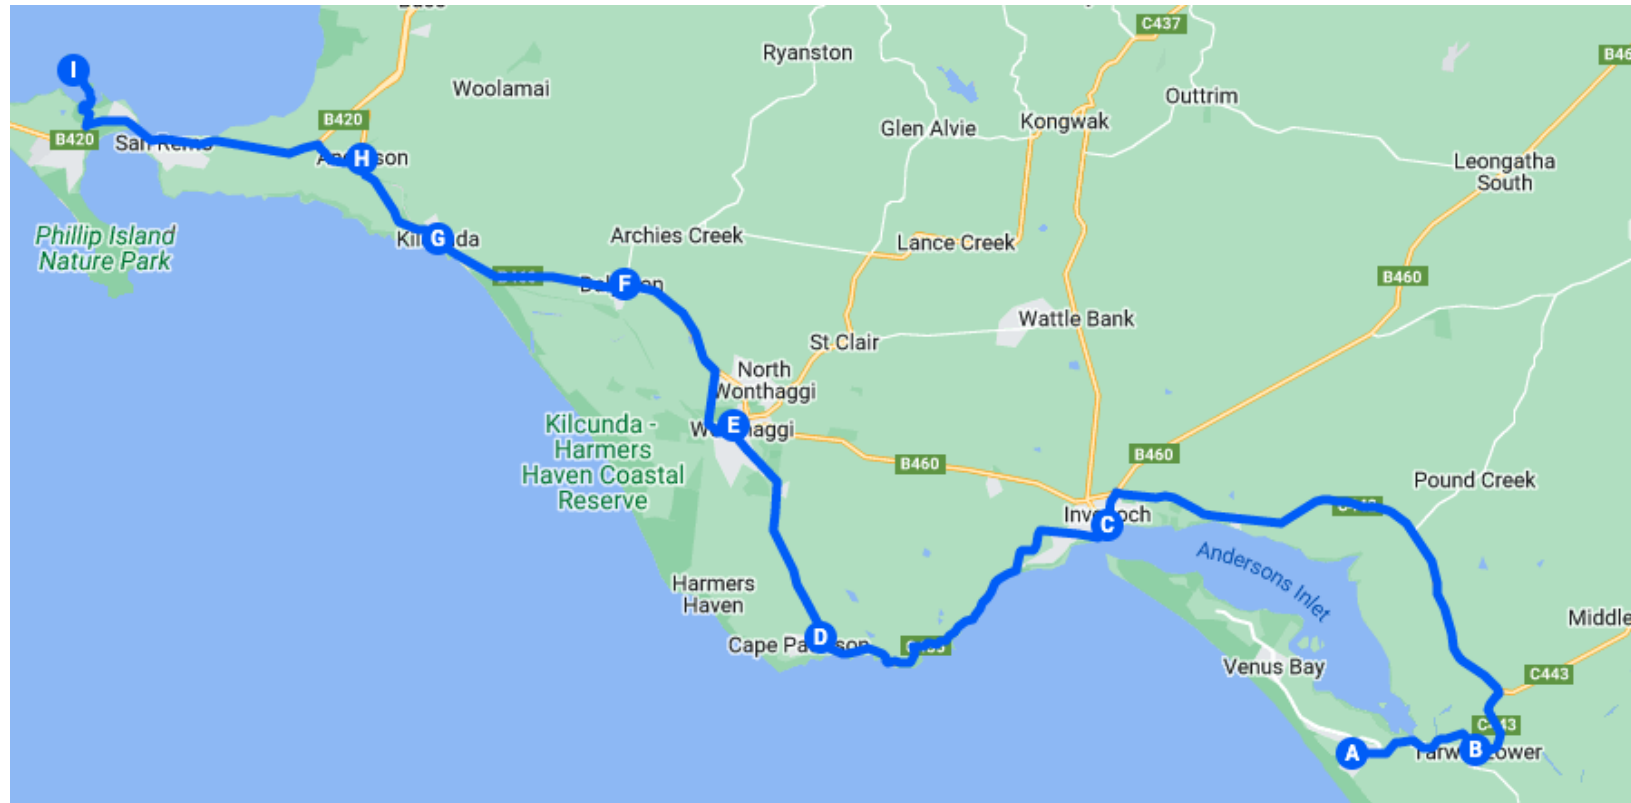 C437
Ryanston
B46
Woolamai
I
Outtrim
B420
Kongwak
Glen Alvie
B420
San Remo
H
Leongatha
South
Phillip Island
Nature Park
G
Archies Creek
Lance Creek
B460
F
Wattle Bank
St Clair
North
Wonthaggi
Kilcunda -
Harmers
Haven Coastal
Reserve
E
B460
B460
Pound Creek
C
Andersons Inlet
Harmers
Haven
Middle
D
Venus Bay
C443
A
B